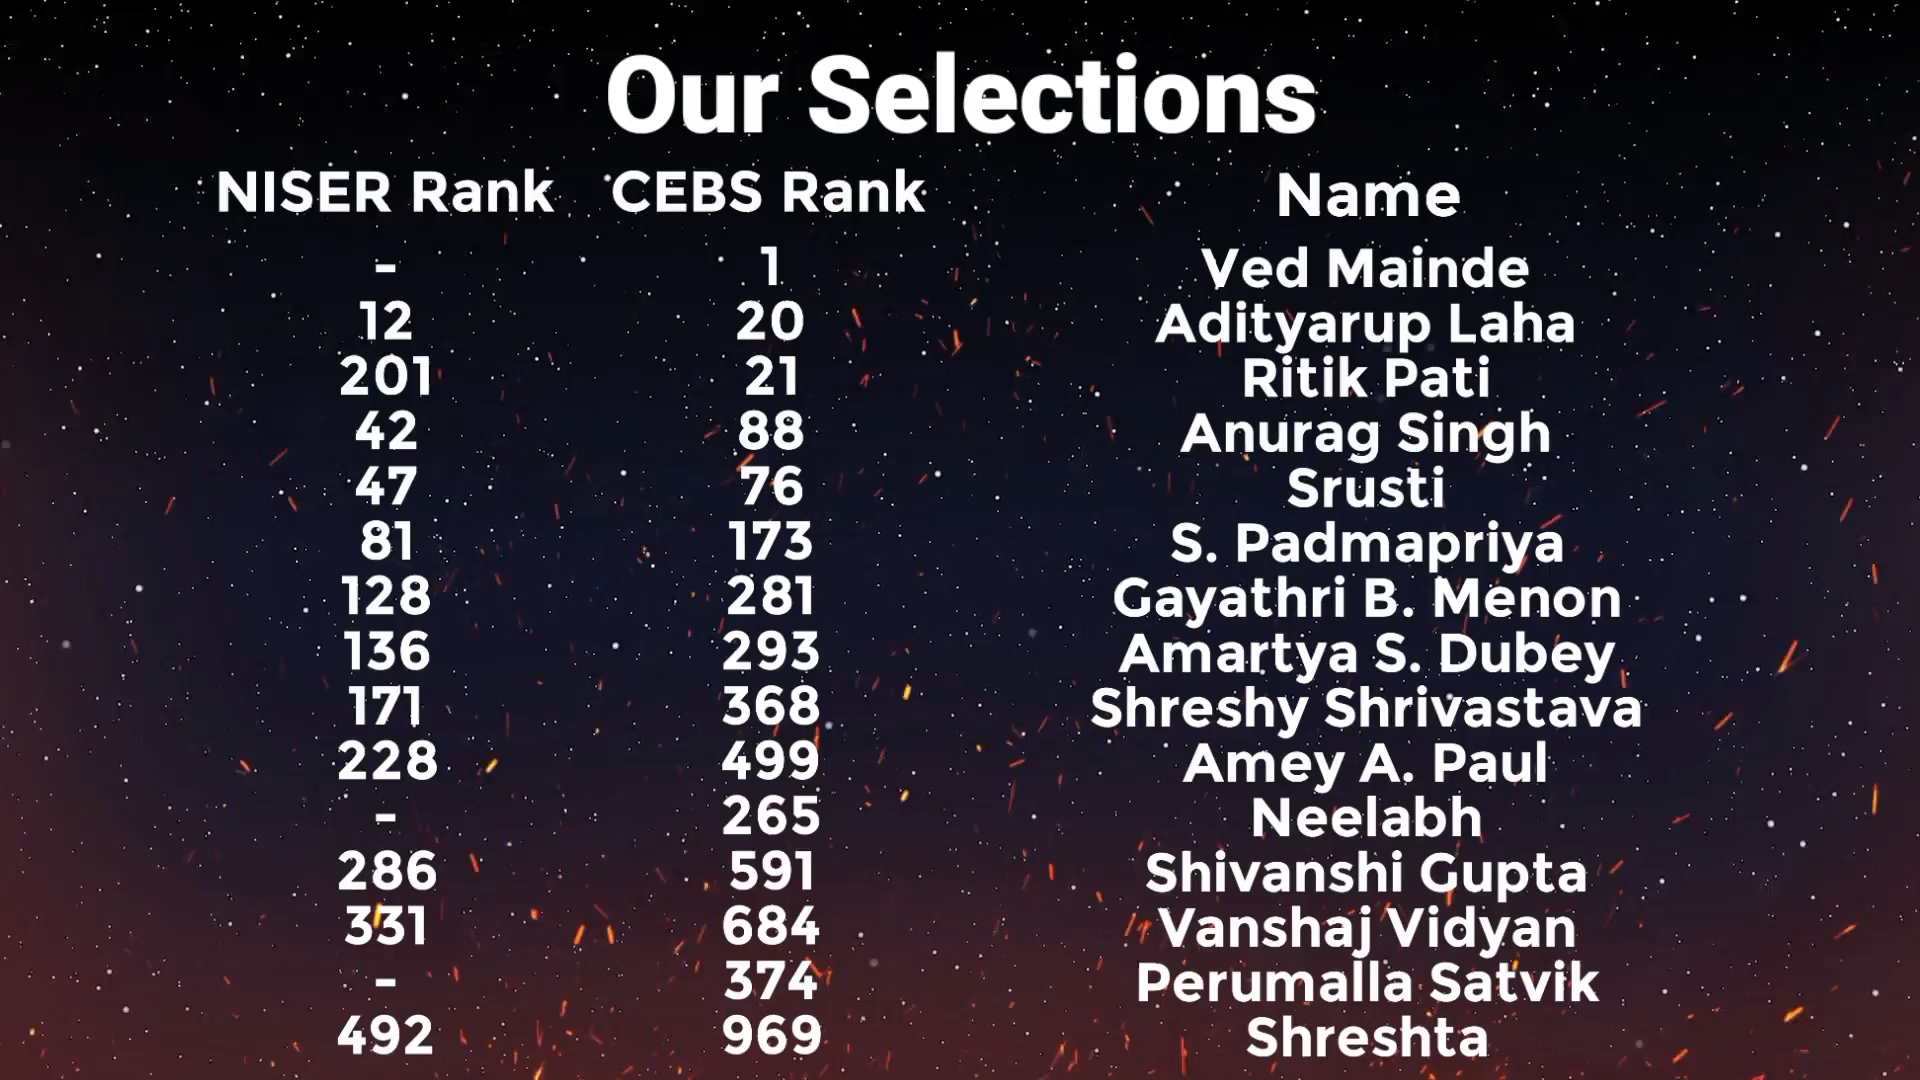 Our Selections
NISER Rank CEBS Rank Name
- 1 Ved Mainde
12 20 Adityarup Laha
201 21 Ritik Pati
42 88 Anurag Singh
47 76 Srusti
81 173 S. Padmapriya
128 281 Gayathri B. Menon
136 293 Amartya S. Dubey
171 368 Shreshy Shrivastava
228 499 Amey A. Paul
- 265 Neelabh
286 591 Shivanshi Gupta
331 684 Vanshaj Vidyan
- 374 Perumalla Satvik
492 969 Shreshta